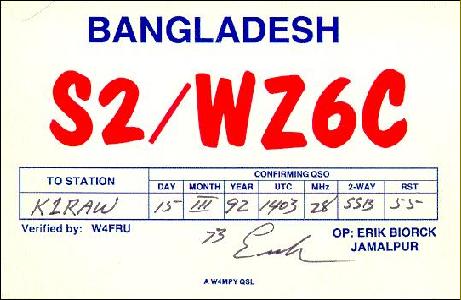 BANGLADESH
S2/WZ6C
TO STATION CONFIRMING QSO
DAY MONTH YEAR UTC MHz 2-WAY RST
K1RAW 15 III 92 1403 28 SSB 55
Verified by: W4FRU 73 Erik OP: ERIK BIORCK
JAMALPUR
A W4MPY QSL